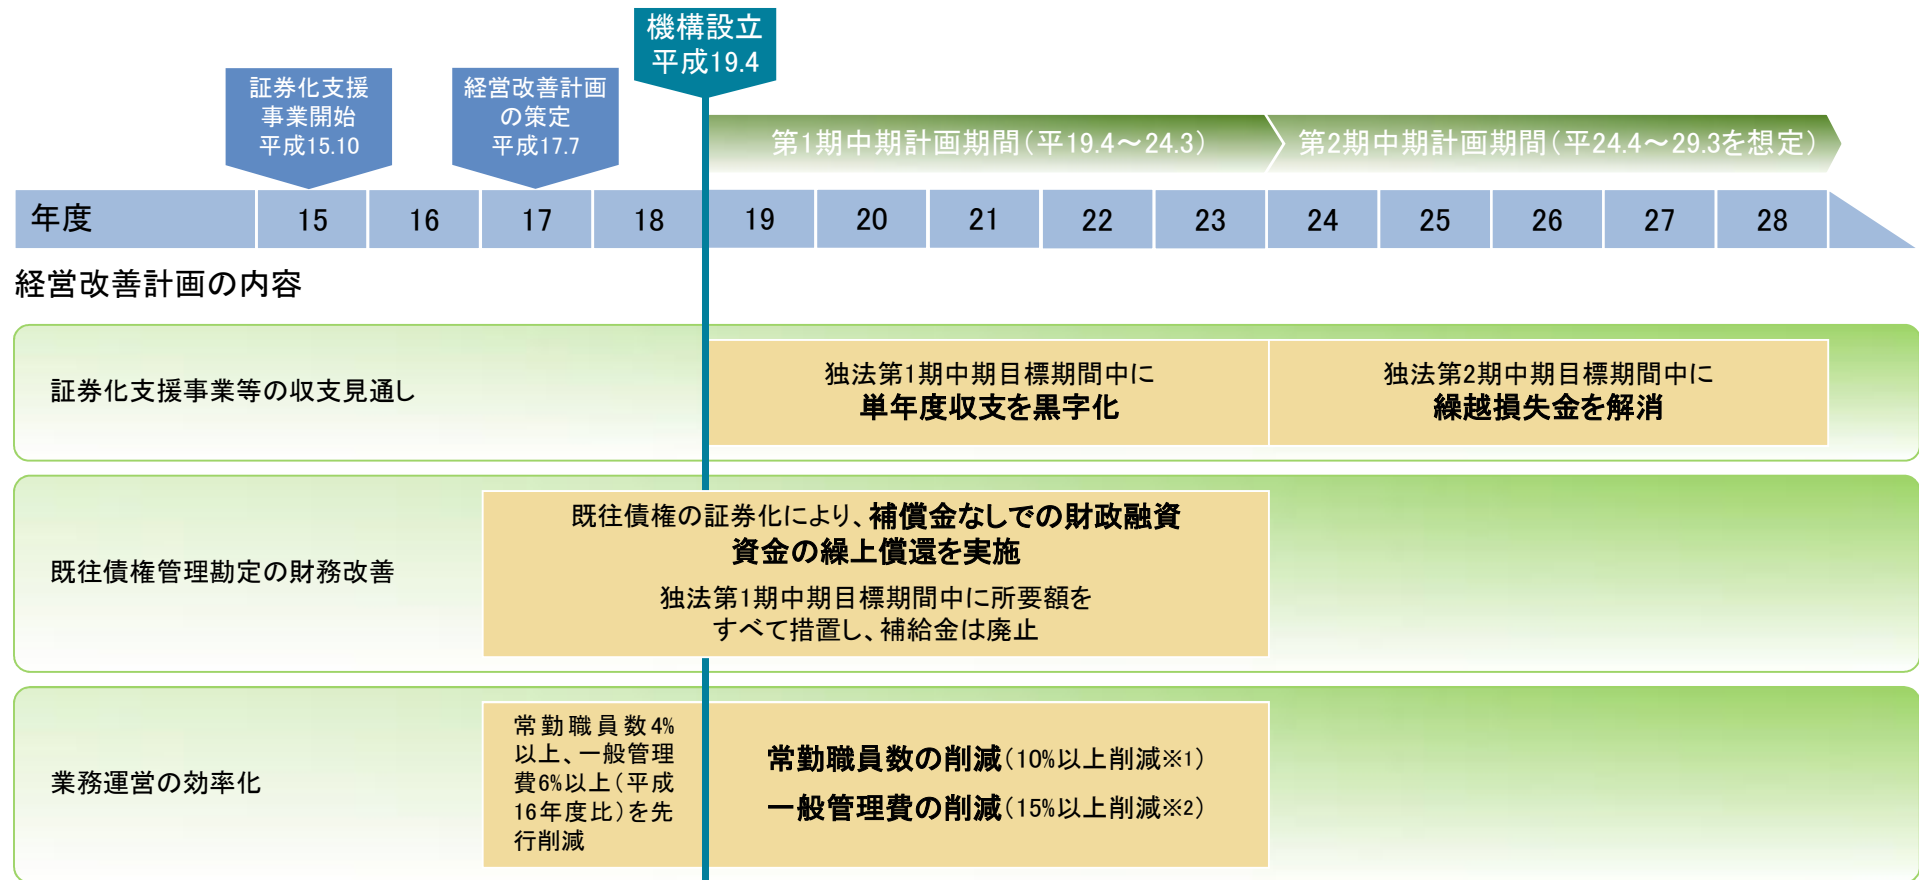 機構設立
平成19.4
証券化支援
事業開始
平成15.10
経営改善計画
の策定
平成17.7
第1期中期計画期間（平19.4～24.3）
第2期中期計画期間（平24.4～29.3を想定）
年度 15 16 17 18 19 20 21 22 23 24 25 26 27 28
経営改善計画の内容
証券化支援事業等の収支見通し
独法第1期中期目標期間中に
単年度収支を黒字化
独法第2期中期目標期間中に
繰越損失金を解消
既往債権管理勘定の財務改善
既往債権の証券化により、補償金なしでの財政融資
資金の繰上償還を実施
独法第1期中期目標期間中に所要額を
すべて措置し、補給金は廃止
業務運営の効率化
常勤職員数4%
以上、一般管理
費6%以上（平成
16年度比）を先
行削減
常勤職員数の削減（10%以上削減※1）
一般管理費の削減（15%以上削減※2）